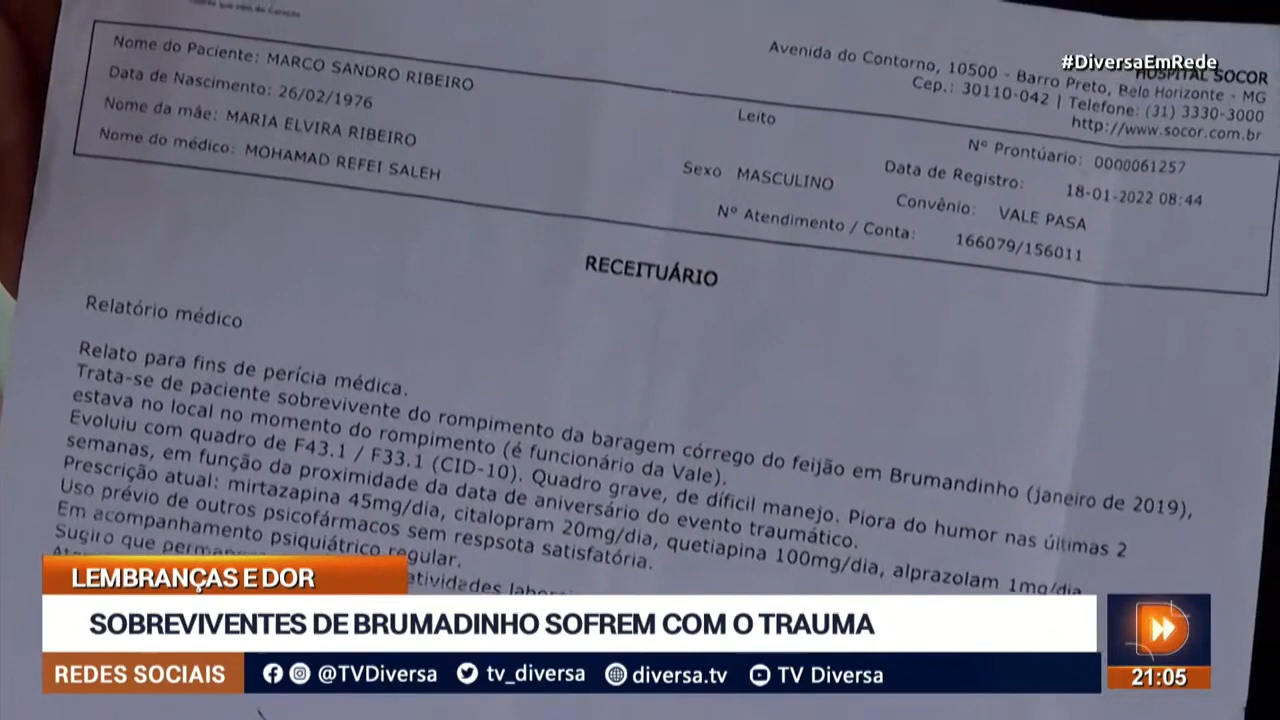 #DiversaEmRede
HOSPITAL SOCOR
Avenida do Contorno, 10500 - Barro Preto, Belo Horizonte - MG
Cep.: 30110-042 | Telefone: (31) 3330-3000
http://www.socor.com.br
Nome do Paciente: MARCO SANDRO RIBEIRO
Data de Nascimento: 26/02/1976
Nome da mãe: MARIA ELVIRA RIBEIRO
Nome do médico: MOHAMAD REFEI SALEH
Leito
Sexo MASCULINO
Nº Prontúario: 0000061257
Data de Registro: 18-01-2022 08:44
Convênio: VALE PASA
Nº Atendimento / Conta: 166079/156011
RECEITUÁRIO
Relatório médico
Relato para fins de perícia médica.
Trata-se de paciente sobrevivente do rompimento da baragem córrego do feijão em Brumandinho (janeiro de 2019),
estava no local no momento do rompimento (é funcionário da Vale).
Evoluiu com quadro de F43.1 / F33.1 (CID-10). Quadro grave, de díficil manejo. Piora do humor nas últimas 2
semanas, em função da proximidade da data de aniversário do evento traumático.
Prescrição atual: mirtazapina 45mg/dia, citalopram 20mg/dia, quetiapina 100mg/dia, alprazolam 1mg/dia
Uso prévio de outros psicofármacos sem respsota satisfatória.
Em acompanhamento psiquiátrico regular.
Sugiro que
LEMBRANÇAS E DOR
SOBREVIVENTES DE BRUMADINHO SOFREM COM O TRAUMA
REDES SOCIAIS @TVDiversa tv_diversa diversa.tv TV Diversa
21:05